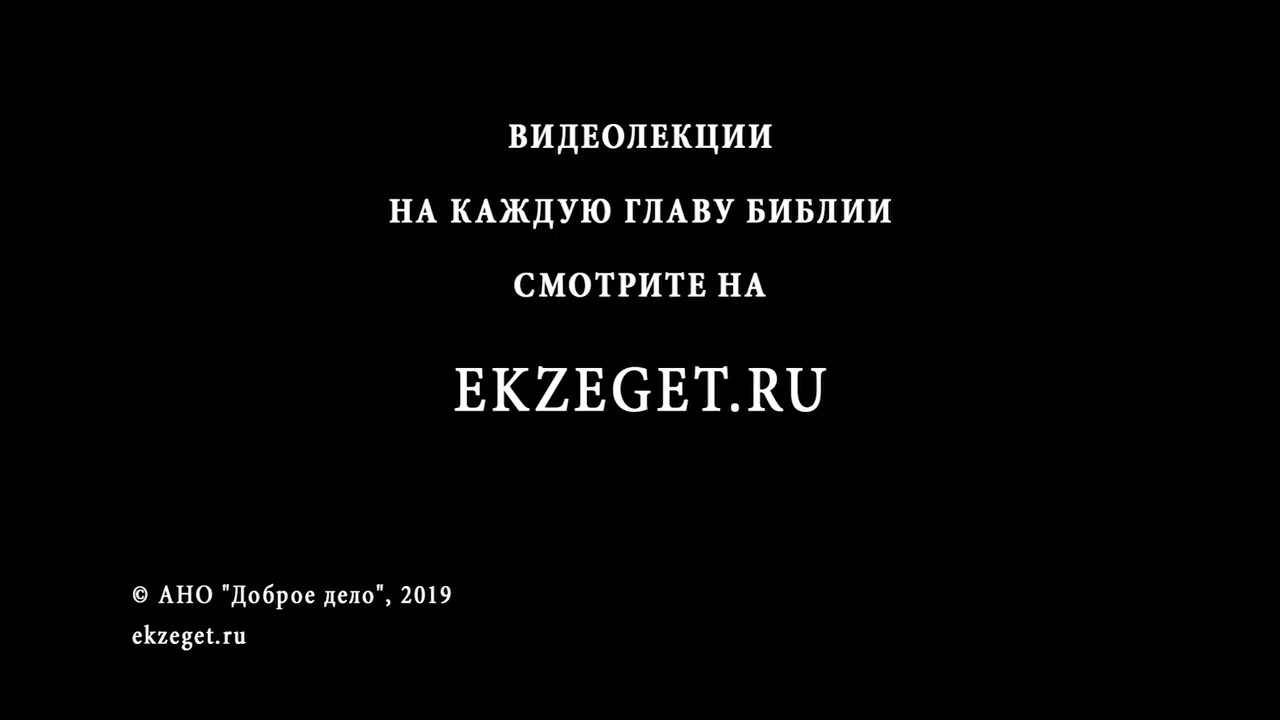 ВИДЕОЛЕКЦИИ
НА КАЖДУЮ ГЛАВУ БИБЛИИ
СМОТРИТЕ НА
EKZEGET.RU
© АНО "Доброе дело", 2019
ekzeget.ru